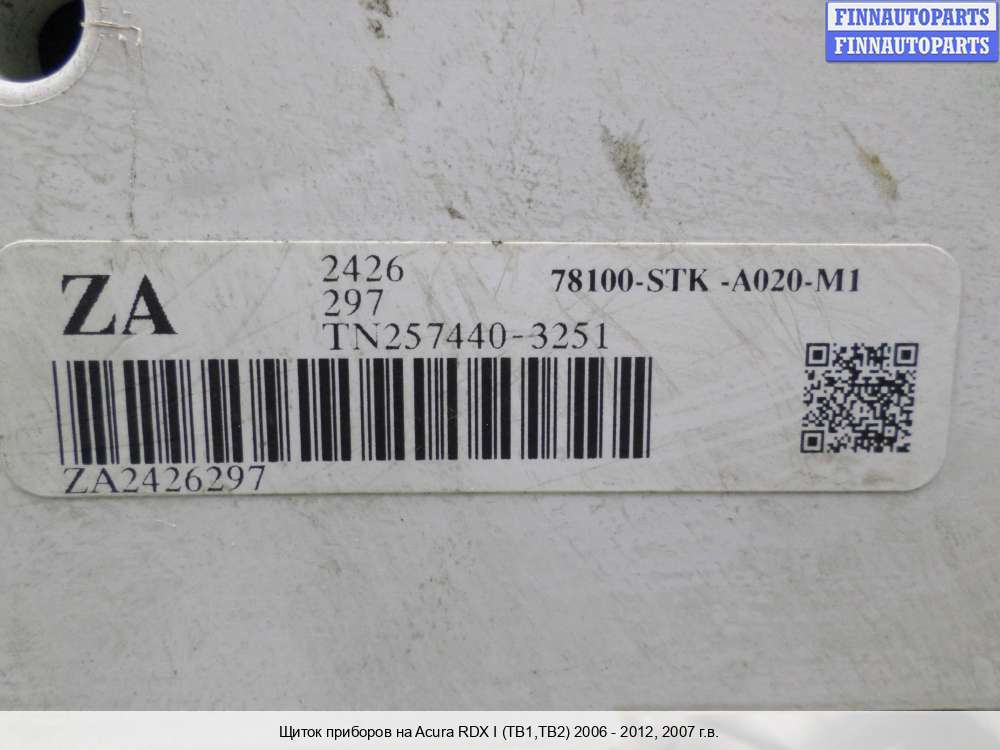 FINNAUTOPARTS
FINNAUTOPARTS
ZA
2426
297
TN257440-3251
78100-STK -A020-M1
ZA2426297
Щиток приборов на Acura RDX I (TB1,TB2) 2006 - 2012, 2007 г.в.